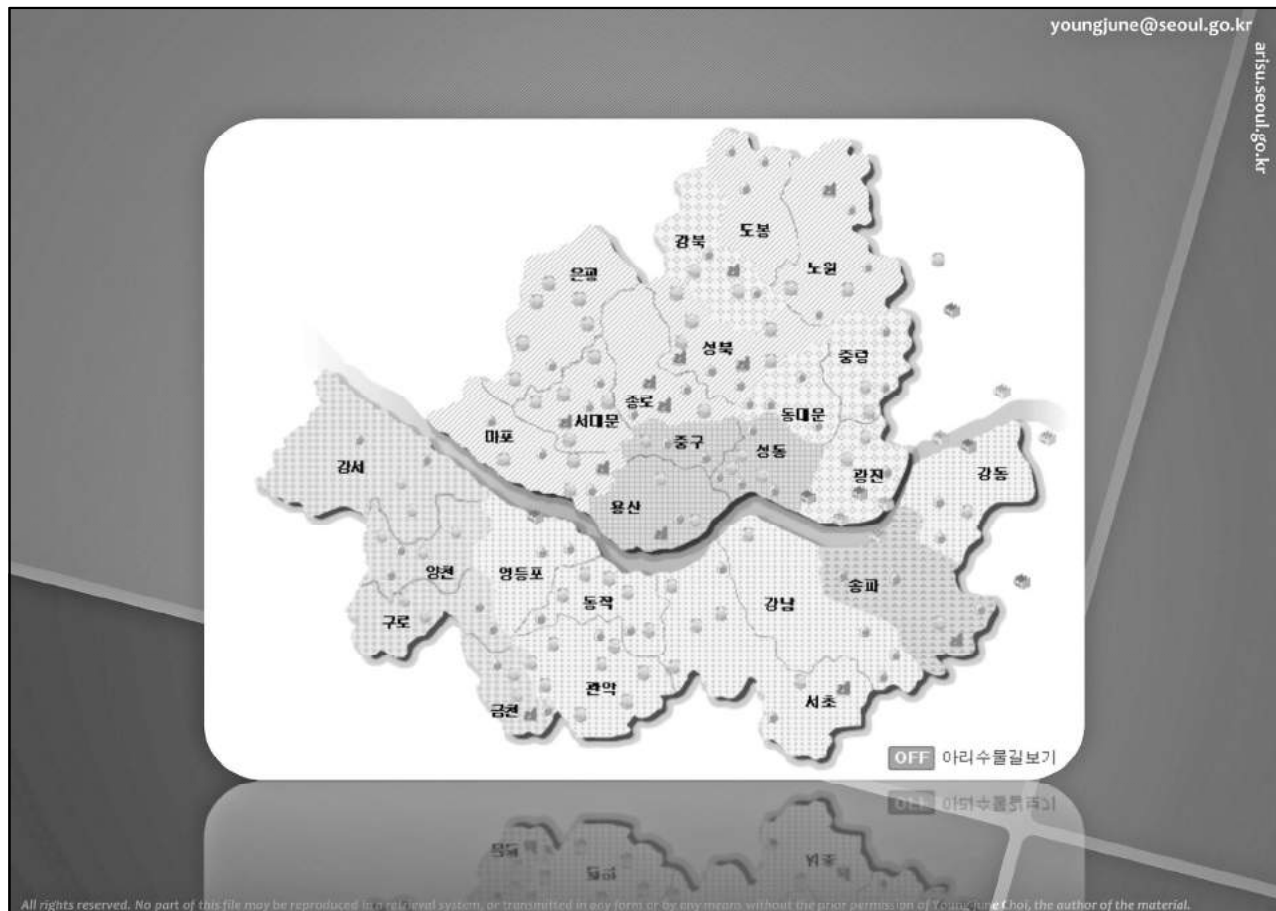 youngjune@seoul.go.kr
arisu.seoul.go.kr
도봉
강북
노원
은평
성북
중랑
종로
동대문
서대문
마포
중구
성동
강서
광진
강동
용산
양천
영등포
송파
동작
강남
구로
관악
서초
금천
OFF 아리수물길보기
All rights reserved. No part of this file may be reproduced in a retrieval system, or transmitted in any form or by any means without the prior permission of YoungJune Choi, the author of the material.